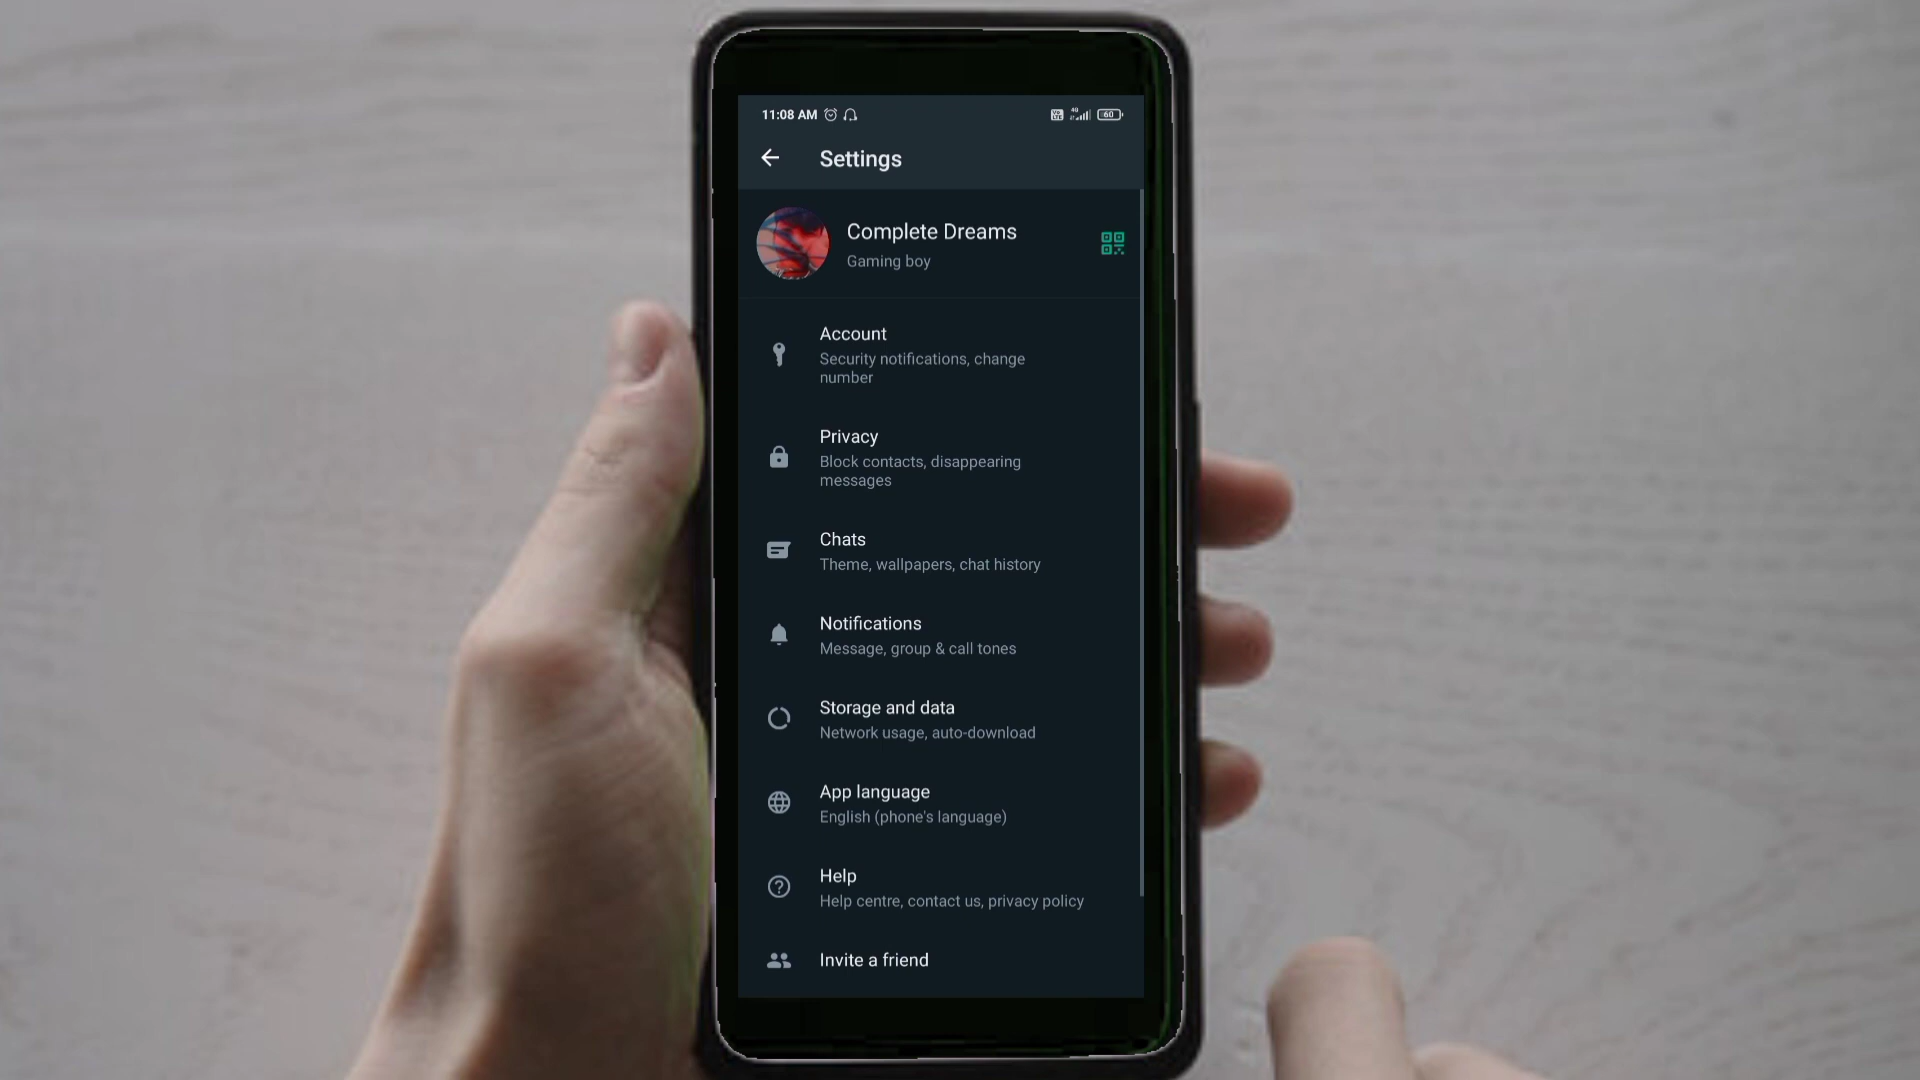 11:08 AM
4G
60
Settings
Complete Dreams
Gaming boy
Account
Security notifications, change
number
Privacy
Block contacts, disappearing
messages
Chats
Theme, wallpapers, chat history
Notifications
Message, group & call tones
Storage and data
Network usage, auto-download
App language
English (phone's language)
Help
Help centre, contact us, privacy policy
Invite a friend